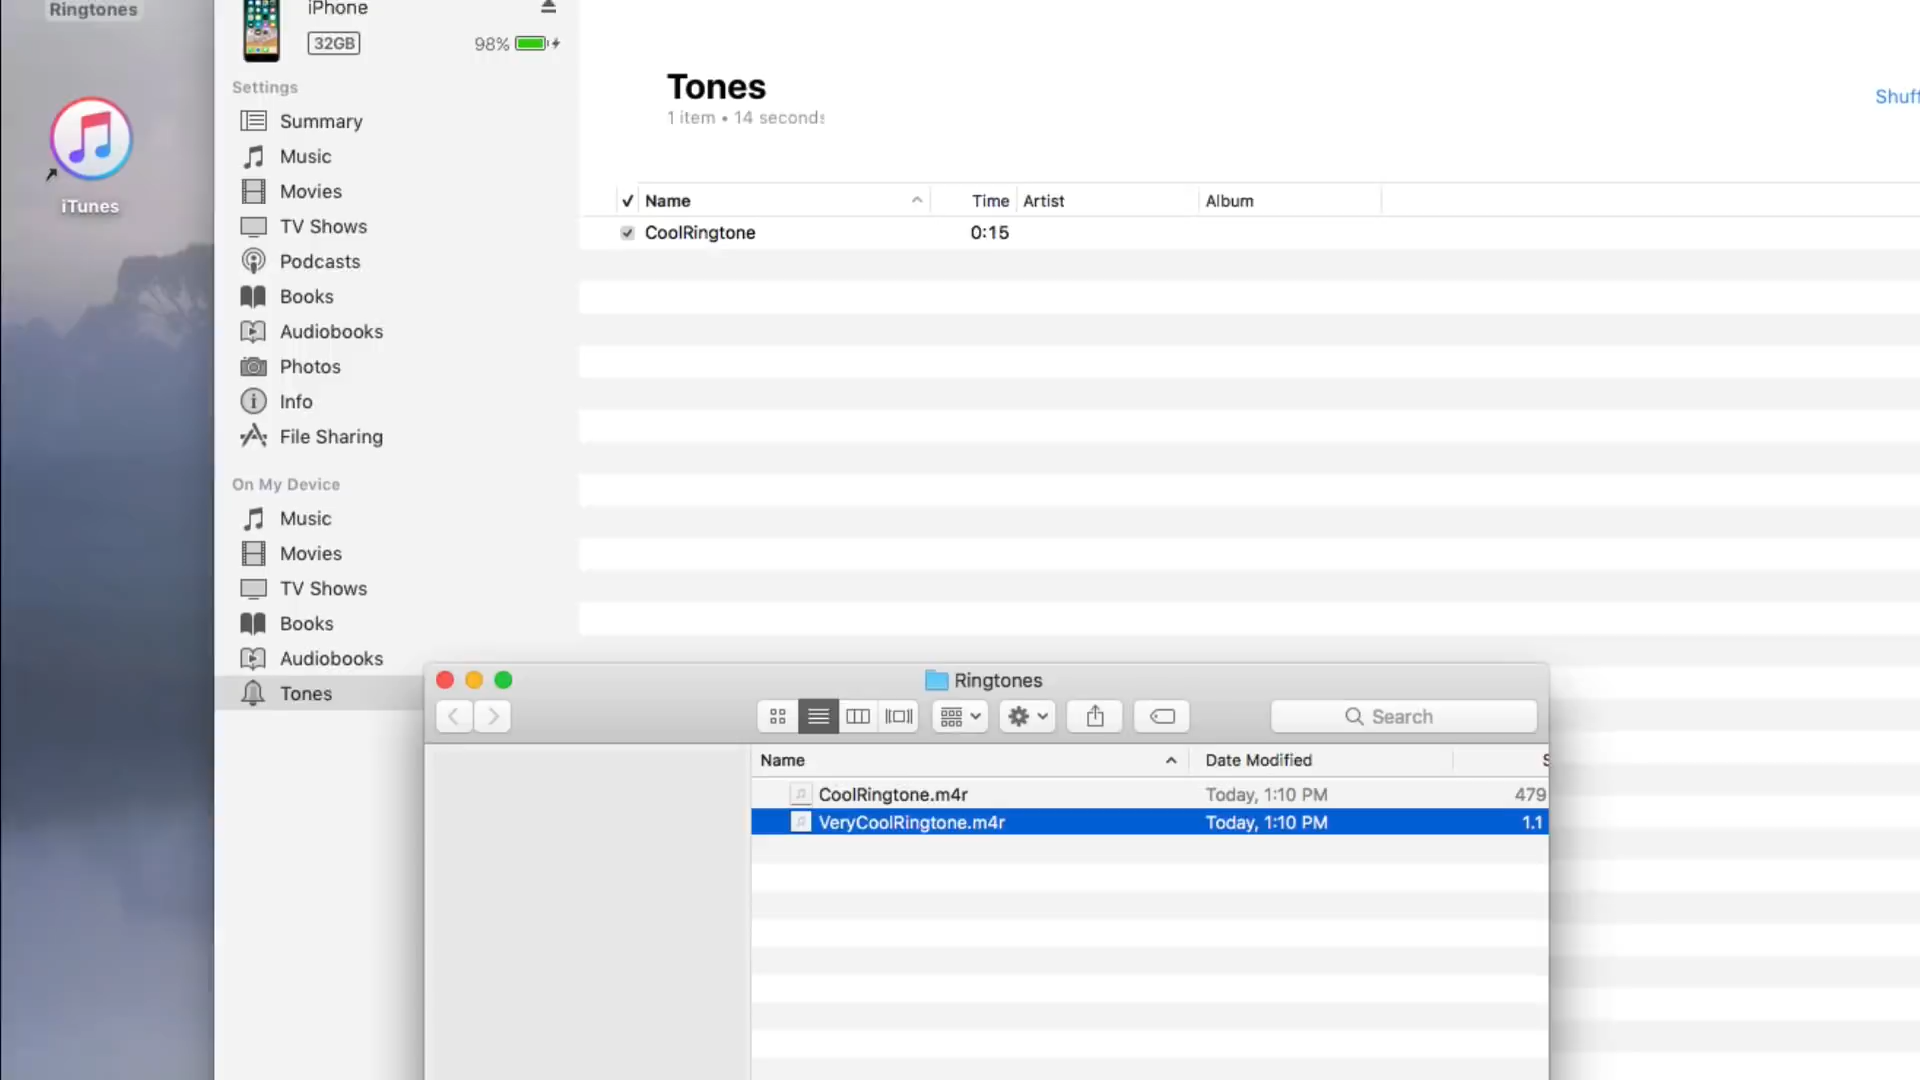 Ringtones
iTunes
iPhone
32GB
98%
Settings
Summary
Music
Movies
TV Shows
Podcasts
Books
Audiobooks
Photos
Info
File Sharing
On My Device
Music
Movies
TV Shows
Books
Audiobooks
Tones
Tones
1 item • 14 seconds
Shuff
✓ Name Time Artist Album
CoolRingtone 0:15
Ringtones
Search
Name Date Modified S
CoolRingtone.m4r Today, 1:10 PM 479
VeryCoolRingtone.m4r Today, 1:10 PM 1.1